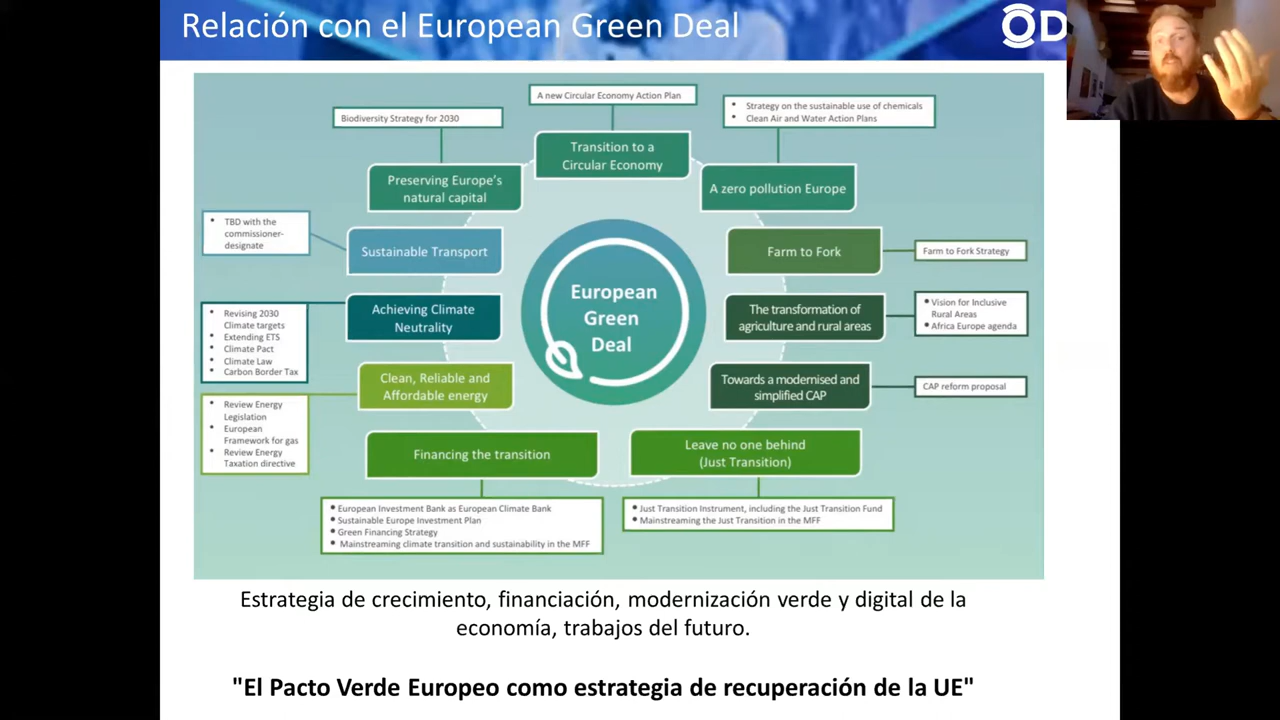 Relación con el European Green Deal
OD
A new Circular Economy Action Plan
Biodiversity Strategy for 2030
• Strategy on the sustainable use of chemicals
• Clean Air and Water Action Plans
Transition to a
Circular Economy
Preserving Europe's
natural capital
A zero pollution Europe
• TBD with the
commissioner-
designate
Sustainable Transport
Farm to Fork
Farm to Fork Strategy
European
Green
Deal
• Revising 2030
Climate targets
• Extending ETS
• Climate Pact
• Climate Law
• Carbon Border Tax
Achieving Climate
Neutrality
The transformation of
agriculture and rural areas
• Vision for Inclusive
Rural Areas
• Africa Europe agenda
Clean, Reliable and
Affordable energy
Towards a modernised and
simplified CAP
CAP reform proposal
• Review Energy
Legislation
• European
Framework for gas
• Review Energy
Taxation directive
Financing the transition
Leave no one behind
(Just Transition)
• European Investment Bank as European Climate Bank
• Sustainable Europe Investment Plan
• Green Financing Strategy
• Mainstreaming climate transition and sustainability in the MFF
• Just Transition Instrument, including the Just Transition Fund
• Mainstreaming the Just Transition in the MFF
Estrategia de crecimiento, financiación, modernización verde y digital de la
economía, trabajos del futuro.
"El Pacto Verde Europeo como estrategia de recuperación de la UE"